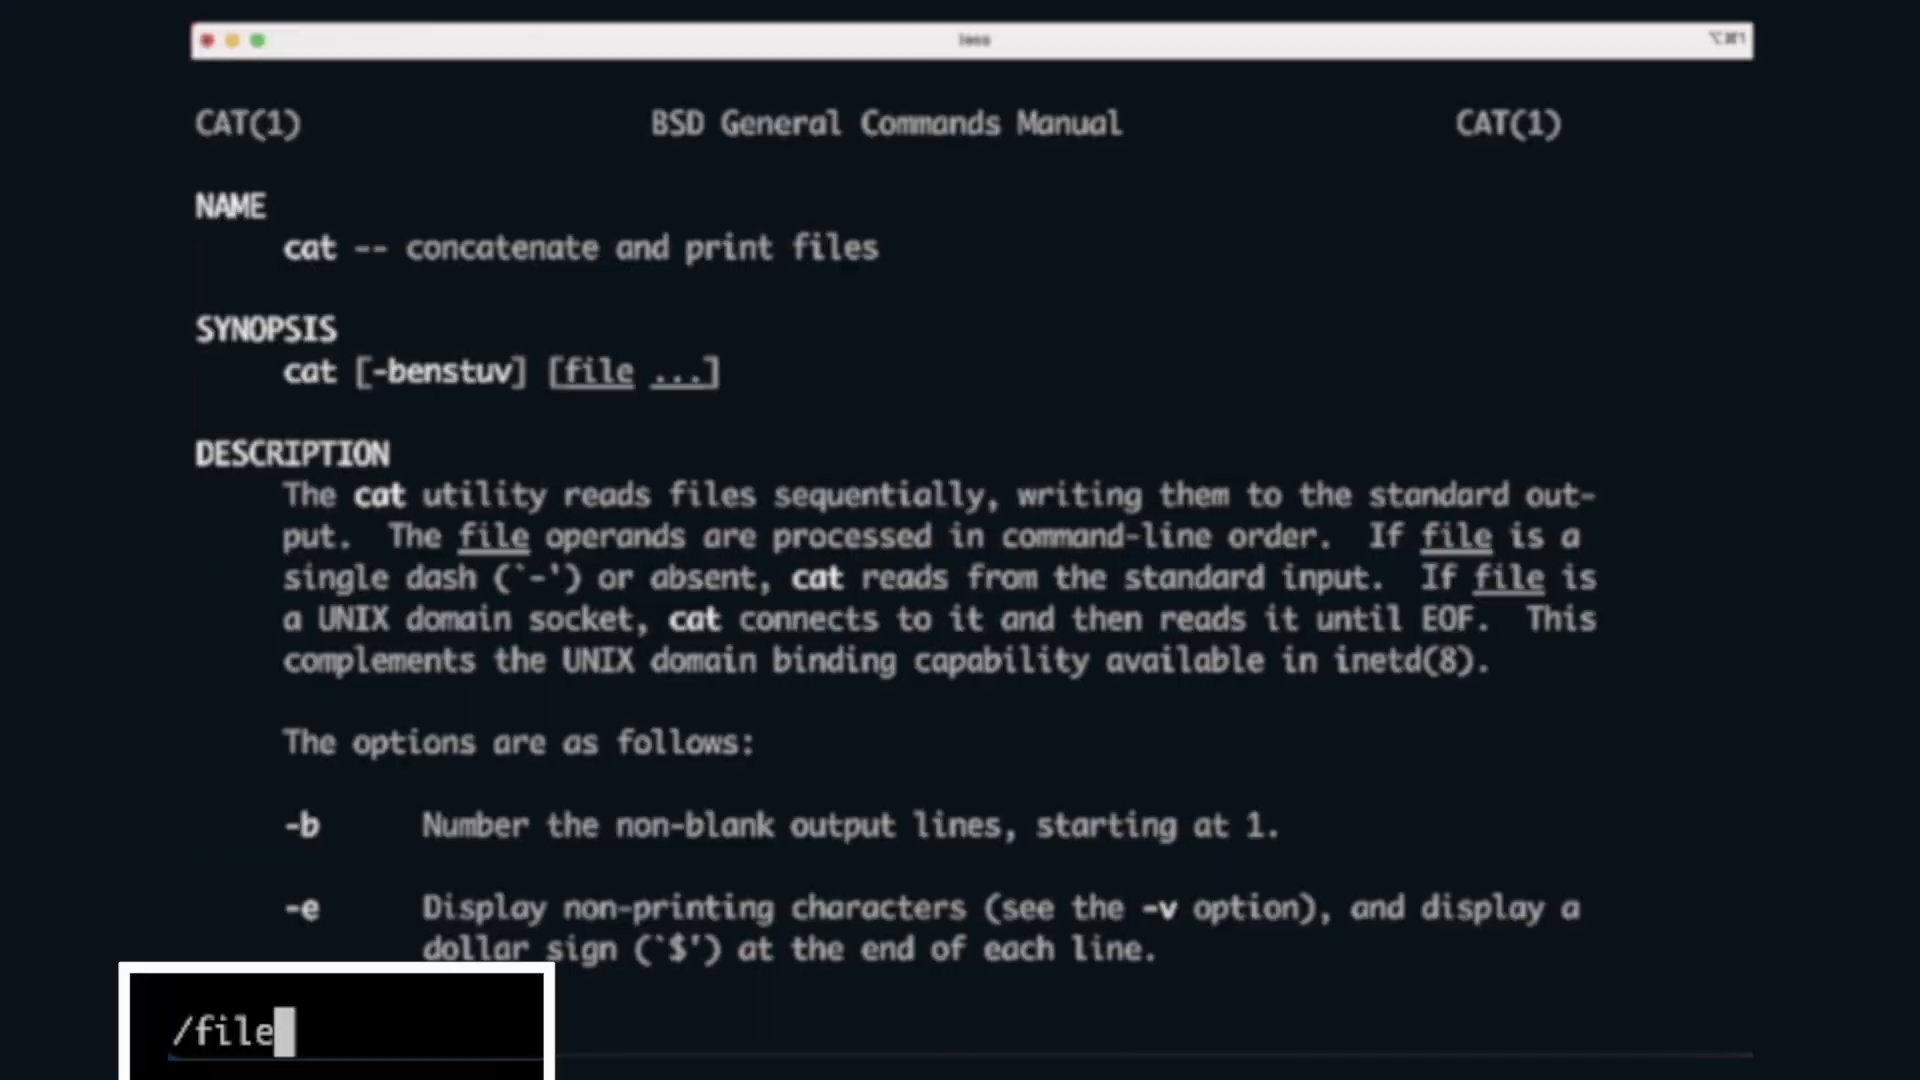 less
⌥⌘1
CAT(1) BSD General Commands Manual CAT(1)
NAME
cat -- concatenate and print files
SYNOPSIS
cat [-benstuv] [file ...]
DESCRIPTION
The cat utility reads files sequentially, writing them to the standard out-
put. The file operands are processed in command-line order. If file is a
single dash (`-') or absent, cat reads from the standard input. If file is
a UNIX domain socket, cat connects to it and then reads it until EOF. This
complements the UNIX domain binding capability available in inetd(8).
The options are as follows:
-b Number the non-blank output lines, starting at 1.
-e Display non-printing characters (see the -v option), and display a
dollar sign (`$') at the end of each line.
/file